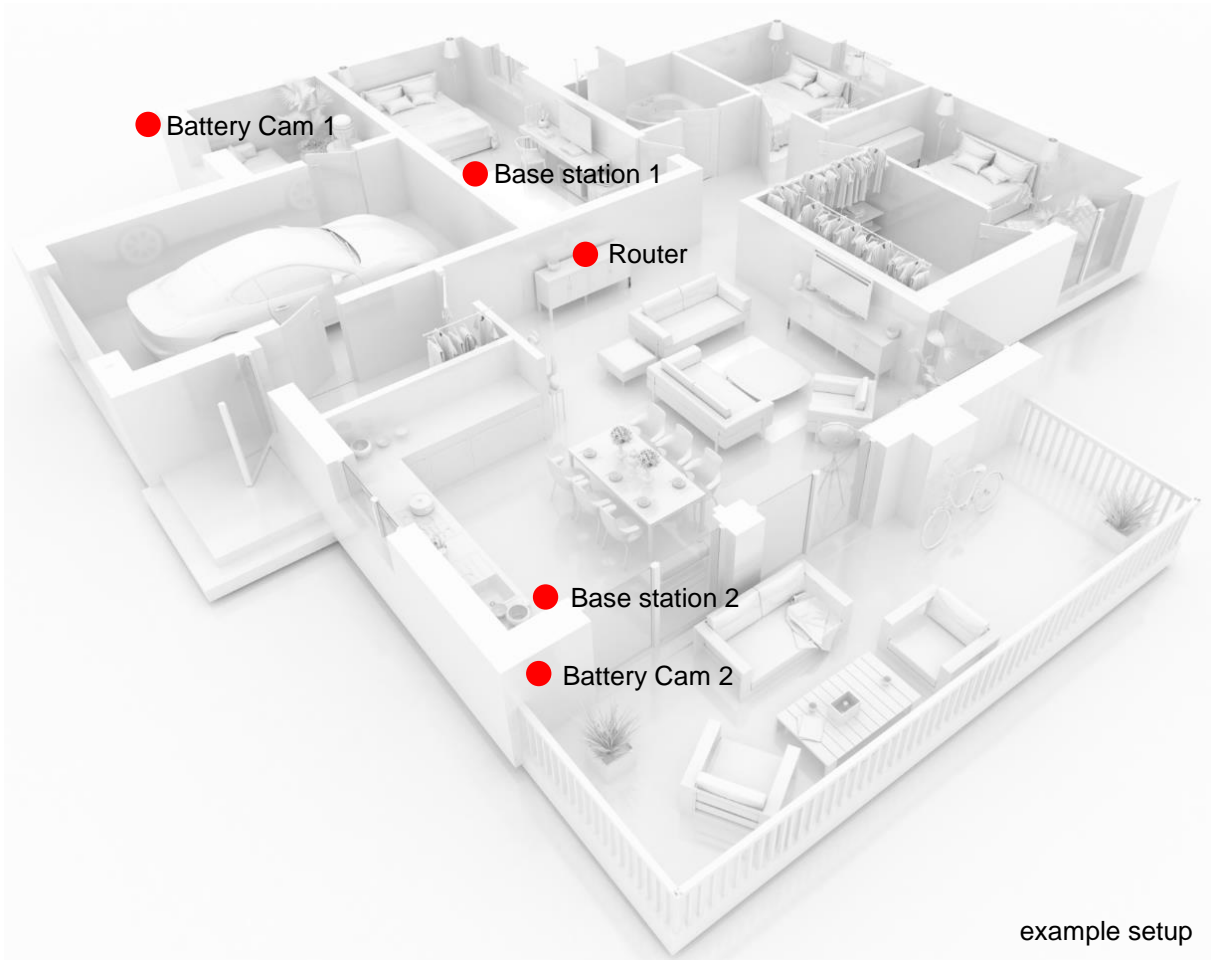 Battery Cam 1
Base station 1
Router
Base station 2
Battery Cam 2
example setup